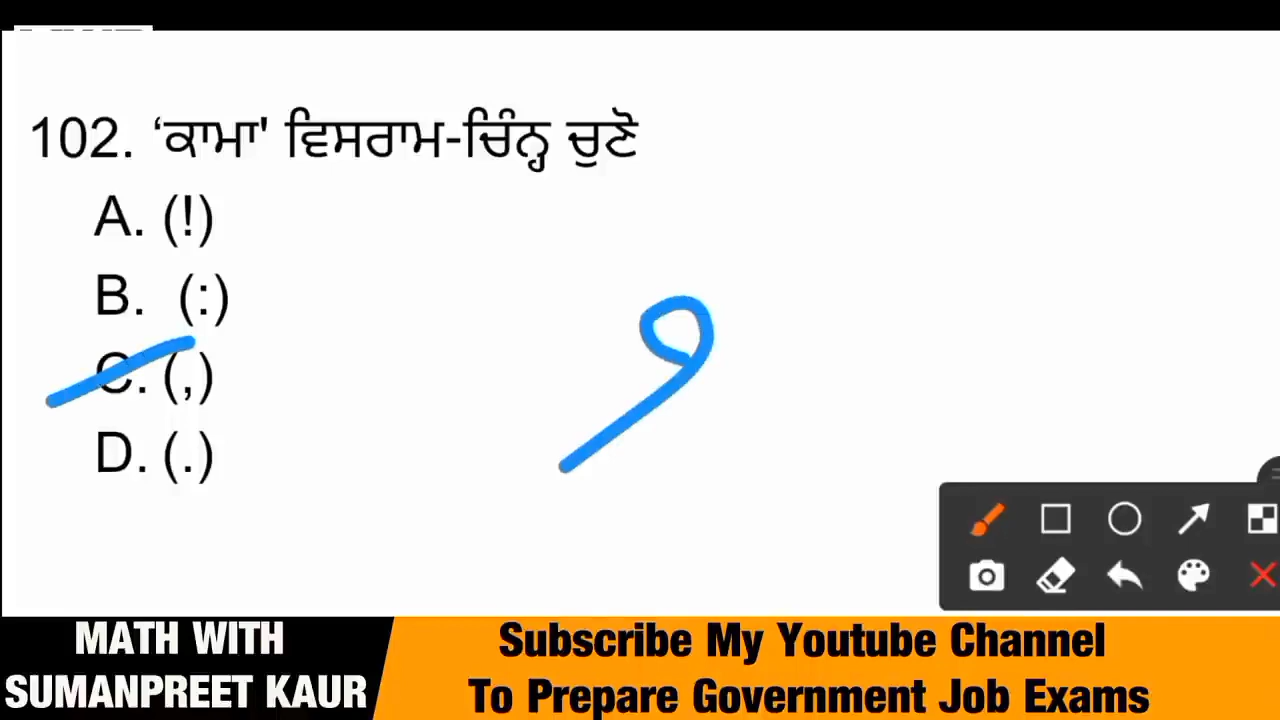 102. ‘ਕਾਮਾ' ਵਿਸਰਾਮ-ਚਿੰਨ੍ਹ ਚੁਣੋ
A. (!)
B. (:)
C. (,)
D. (.)
MATH WITH
SUMANPREET KAUR
Subscribe My Youtube Channel
To Prepare Government Job Exams